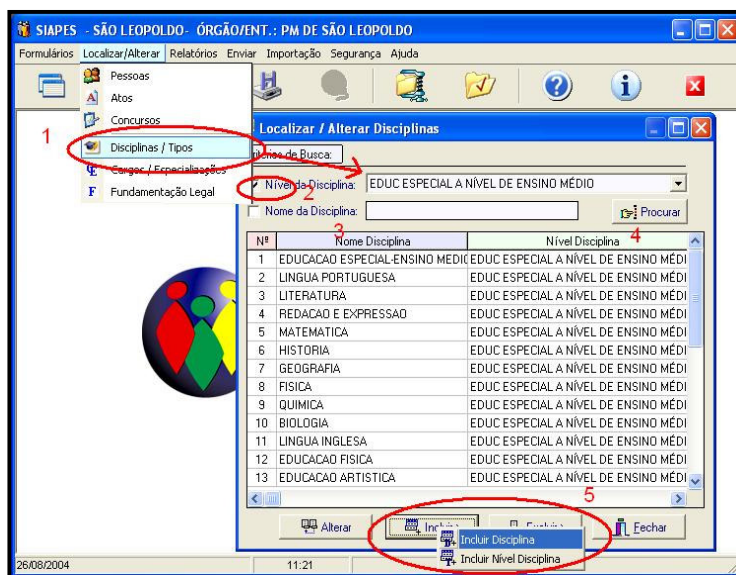 SIAPES - SÃO LEOPOLDO- ÓRGÃO/ENT.: PM DE SÃO LEOPOLDO
Formulários Localizar/Alterar Relatórios Enviar Importação Segurança Ajuda
Pessoas
Atos
Concursos
1
Disciplinas / Tipos
Cargos / Especializações
Fundamentação Legal
Localizar / Alterar Disciplinas
de Busca:
Nível da Disciplina: EDUC ESPECIAL A NÍVEL DE ENSINO MÉDIO
2
Nome da Disciplina: Procurar
3 4
Nº Nome Disciplina Nível Disciplina
1 EDUCACAO ESPECIAL-ENSINO MEDIO EDUC ESPECIAL A NÍVEL DE ENSINO MÉDI
2 LINGUA PORTUGUESA EDUC ESPECIAL A NÍVEL DE ENSINO MÉDI
3 LITERATURA EDUC ESPECIAL A NÍVEL DE ENSINO MÉDI
4 REDACAO E EXPRESSAO EDUC ESPECIAL A NÍVEL DE ENSINO MÉDI
5 MATEMATICA EDUC ESPECIAL A NÍVEL DE ENSINO MÉDI
6 HISTORIA EDUC ESPECIAL A NÍVEL DE ENSINO MÉDI
7 GEOGRAFIA EDUC ESPECIAL A NÍVEL DE ENSINO MÉDI
8 FISICA EDUC ESPECIAL A NÍVEL DE ENSINO MÉDI
9 QUIMICA EDUC ESPECIAL A NÍVEL DE ENSINO MÉDI
10 BIOLOGIA EDUC ESPECIAL A NÍVEL DE ENSINO MÉDI
11 LINGUA INGLESA EDUC ESPECIAL A NÍVEL DE ENSINO MÉDI
12 EDUCACAO FISICA EDUC ESPECIAL A NÍVEL DE ENSINO MÉDI
13 EDUCACAO ARTISTICA EDUC ESPECIAL A NÍVEL DE ENSINO MÉDI
5
Alterar Fechar
Incluir Disciplina
Incluir Nível Disciplina
26/08/2004 11:21